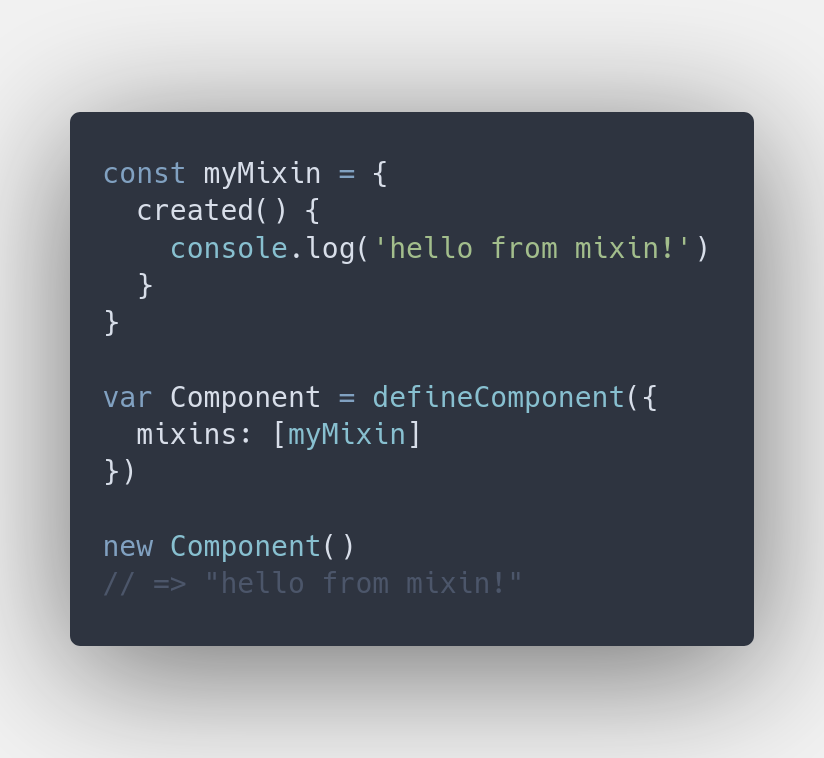 const myMixin = {
  created() {
    console.log('hello from mixin!')
  }
}

var Component = defineComponent({
  mixins: [myMixin]
})

new Component()
// => "hello from mixin!"